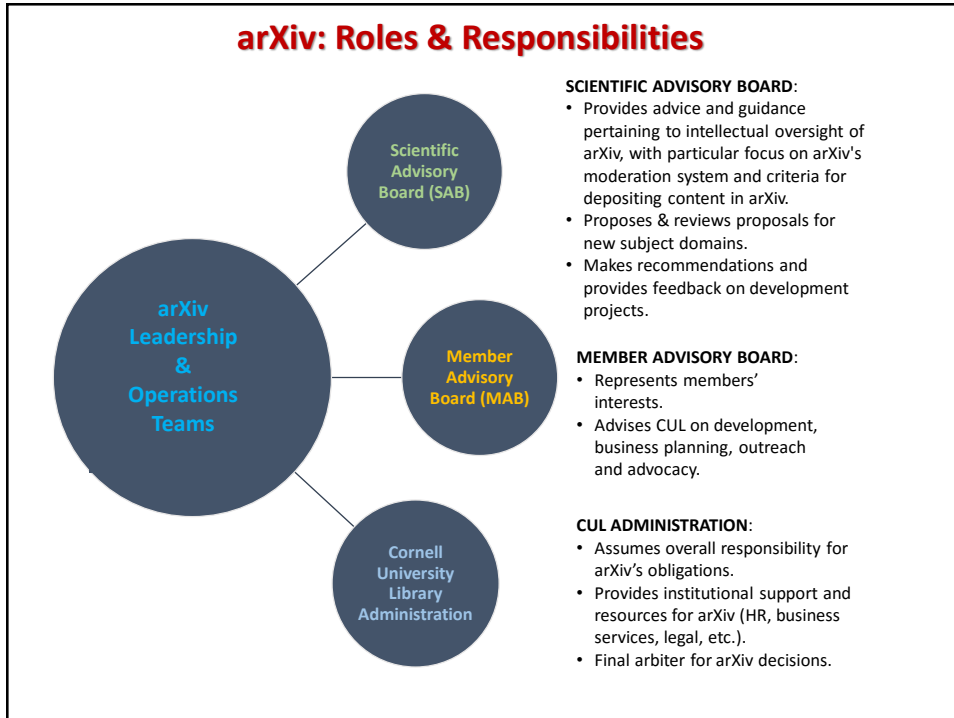 arXiv: Roles & Responsibilities
Scientific
Advisory
Board (SAB)
arXiv
Leadership
&
Operations
Teams
Member
Advisory
Board (MAB)
Cornell
University
Library
Administration
SCIENTIFIC ADVISORY BOARD:
• Provides advice and guidance
pertaining to intellectual oversight of
arXiv, with particular focus on arXiv's
moderation system and criteria for
depositing content in arXiv.
• Proposes & reviews proposals for
new subject domains.
• Makes recommendations and
provides feedback on development
projects.
MEMBER ADVISORY BOARD:
• Represents members’
interests.
• Advises CUL on development,
business planning, outreach
and advocacy.
CUL ADMINISTRATION:
• Assumes overall responsibility for
arXiv’s obligations.
• Provides institutional support and
resources for arXiv (HR, business
services, legal, etc.).
• Final arbiter for arXiv decisions.